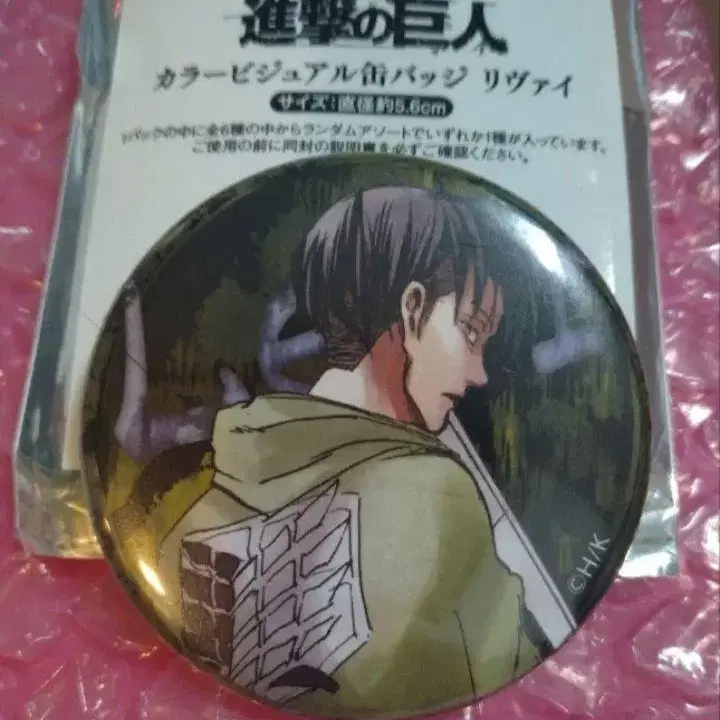 進撃の巨人
カラービジュアル缶バッジ リヴァイ
サイズ:直径約5.6cm
1パックの中に全6種の中からランダムアソートでいずれか1種が入っています。
ご使用の前に同封の説明書を必ずご確認ください。
©H/K